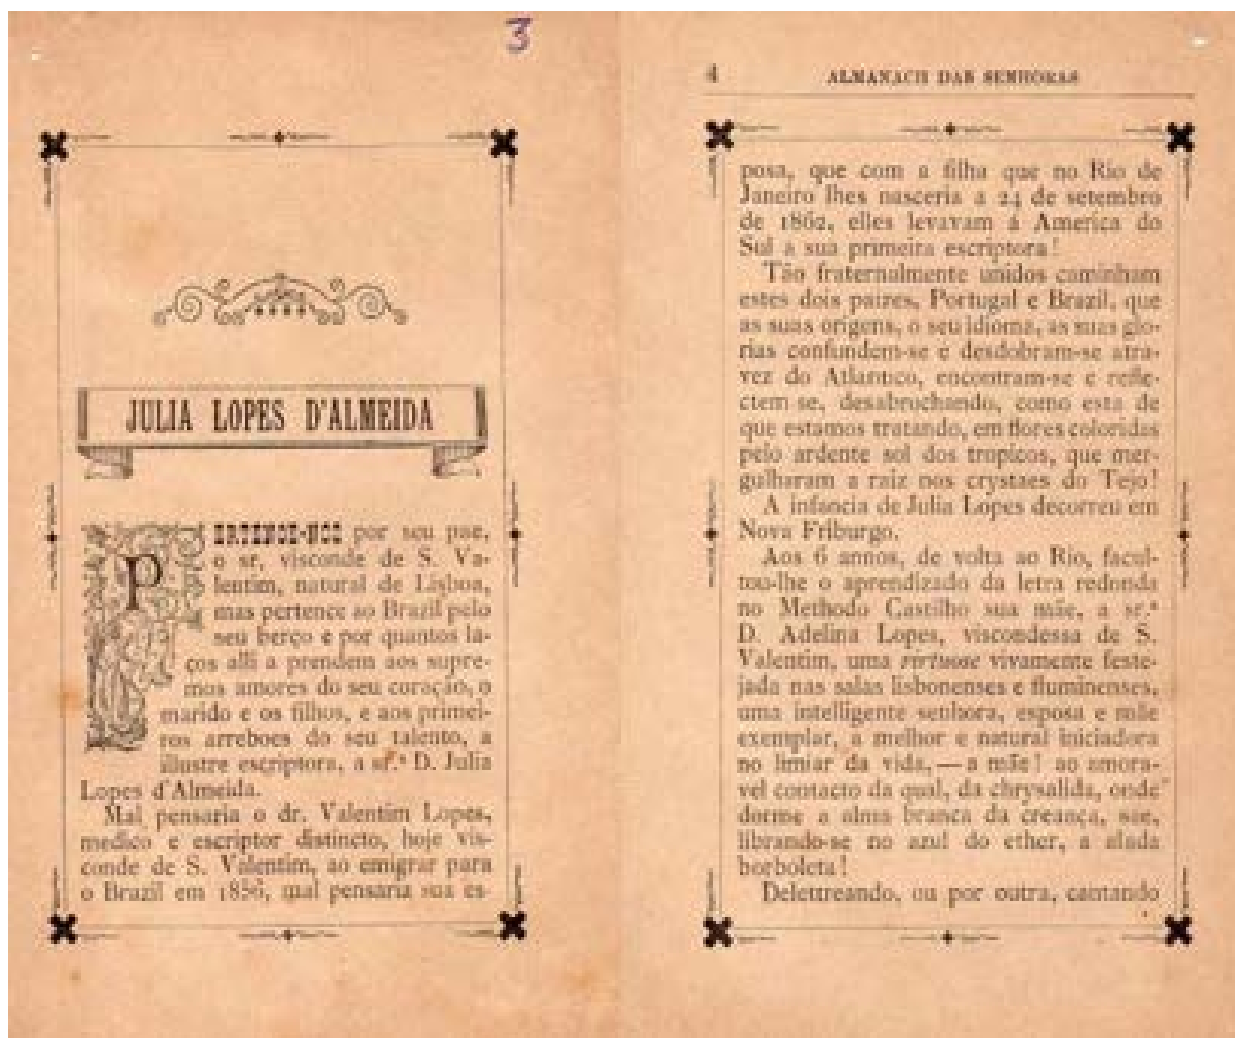 3
JULIA LOPES D'ALMEIDA
PERTENCE-NOS por seu pae,
o sr, visconde de S. Va-
lentim, natural de Lisboa,
mas pertence ao Brazil pelo
seu berço e por quantos la-
ços alli a prendem aos supre-
mos amores do seu coração, o
marido e os filhos, e aos primei-
ros arreboes do seu talento, a
illustre escriptora, a sr.ª D. Julia
Lopes d'Almeida.
Mal pensaria o dr. Valentim Lopes,
medico e escriptor distincto, hoje vis-
conde de S. Valentim, ao emigrar para
o Brazil em 1856, mal pensaria sua es-
4 ALMANACH DAS SENHORAS
posa, que com a filha que no Rio de
Janeiro lhes nasceria a 24 de setembro
de 1862, elles levavam á America do
Sul a sua primeira escriptora!
Tão fraternalmente unidos caminham
estes dois paizes, Portugal e Brazil, que
as suas origens, o seu idioma, as suas glo-
rias confundem-se e desdobram-se atra-
vez do Atlantico, encontram-se e refle-
ctem-se, desabrochando, como esta de
que estamos tratando, em flores coloridas
pelo ardente sol dos tropicos, que mer-
gulharam a raiz nos crystaes do Tejo!
A infancia de Julia Lopes decorreu em
Nova Friburgo.
Aos 6 annos, de volta ao Rio, facul-
tou-lhe o aprendizado da letra redonda
no Methodo Castilho sua mãe, a sr.ª
D. Adelina Lopes, viscondessa de S.
Valentim, uma virtuose vivamente feste-
jada nas salas lisbonenses e fluminenses,
uma intelligente senhora, esposa e mãe
exemplar, a melhor e natural iniciadora
no limiar da vida, — a mãe! ao amora-
vel contacto da qual, da chrysalida, onde
dorme a alma branca da creança, sae,
librando-se no azul do ether, a alada
borboleta!
Delettreando, ou por outra, cantando